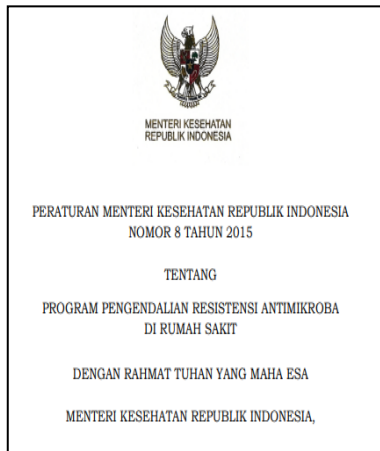 MENTERI KESEHATAN
REPUBLIK INDONESIA
PERATURAN MENTERI KESEHATAN REPUBLIK INDONESIA
NOMOR 8 TAHUN 2015
TENTANG
PROGRAM PENGENDALIAN RESISTENSI ANTIMIKROBA
DI RUMAH SAKIT
DENGAN RAHMAT TUHAN YANG MAHA ESA
MENTERI KESEHATAN REPUBLIK INDONESIA,